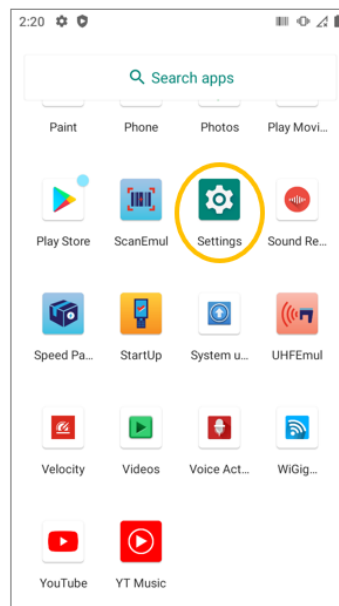 2:20
Search apps
Paint Phone Photos Play Movi...
Play Store ScanEmul Settings Sound Re...
Speed Pa... StartUp System u... UHFEmul
Velocity Videos Voice Act... WiGig...
YouTube YT Music